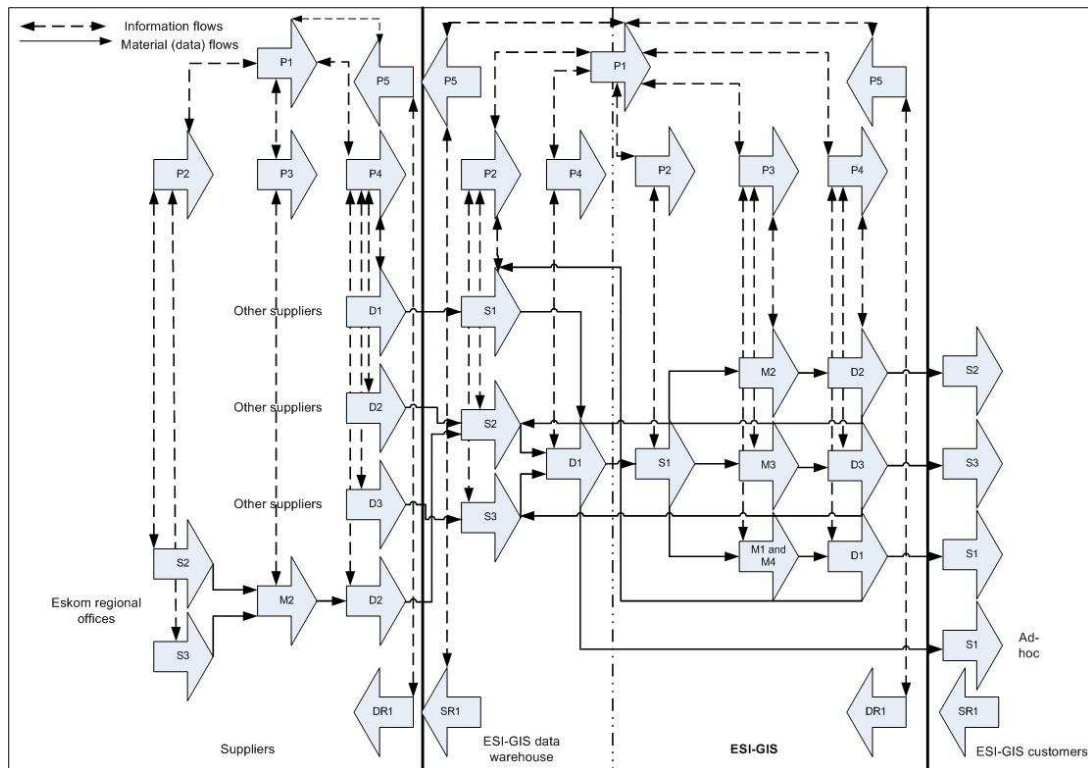 Information flows
Material (data) flows
P1
P5
P5
P1
P5
P2
P3
P4
P2
P4
P2
P3
P4
Other suppliers
D1
S1
M2
D2
S2
Other suppliers
D2
S2
D1
S1
M3
D3
S3
Other suppliers
D3
S3
S2
M1 and
M4
D1
S1
Eskom regional
offices
M2
D2
S3
S1
Ad-
hoc
DR1
SR1
DR1
SR1
Suppliers
ESI-GIS data
warehouse
ESI-GIS
ESI-GIS customers